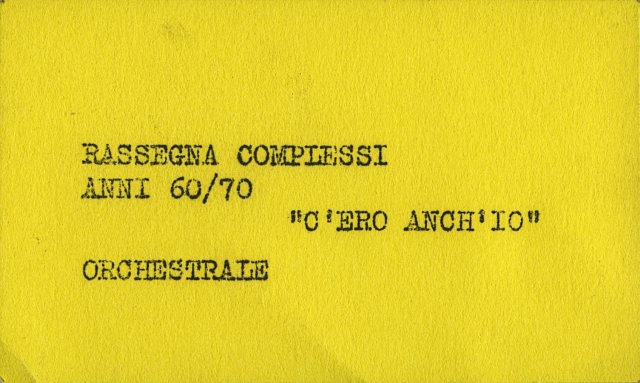 RASSEGNA COMPLESSI
ANNI 60/70
"C'ERO ANCH'IO"
ORCHESTRALE